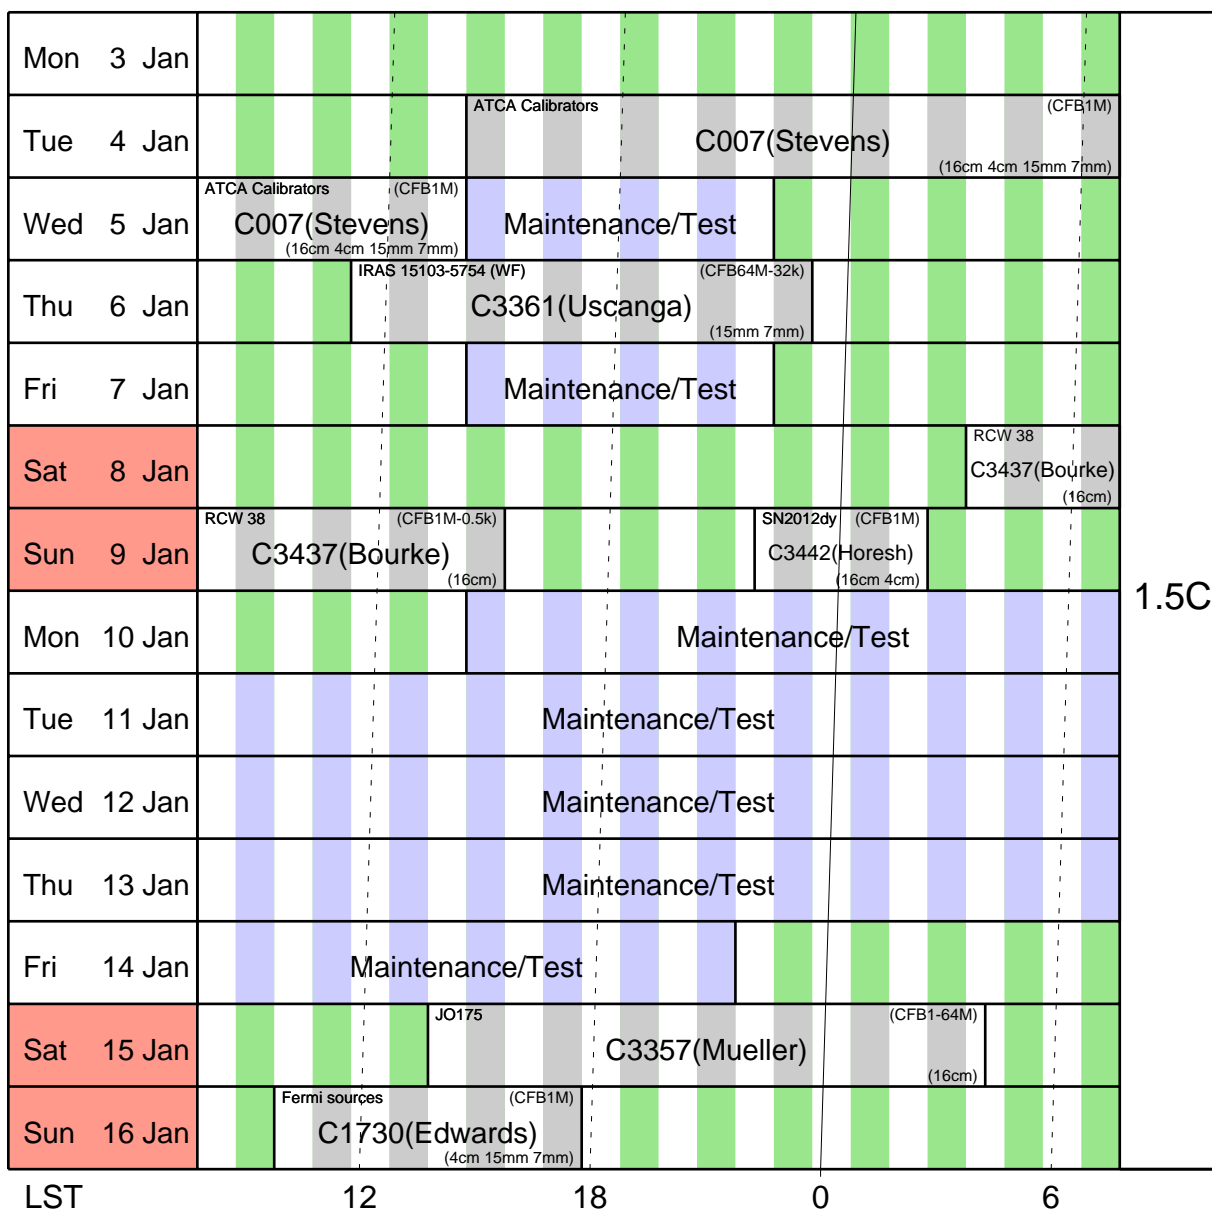 Mon 3 Jan
Tue 4 Jan
ATCA Calibrators (CFB1M)
C007(Stevens)
(16cm 4cm 15mm 7mm)
Wed 5 Jan
ATCA Calibrators (CFB1M)
C007(Stevens)
(16cm 4cm 15mm 7mm)
Maintenance/Test
Thu 6 Jan
IRAS 15103-5754 (WF) (CFB64M-32k)
C3361(Uscanga)
(15mm 7mm)
Fri 7 Jan
Maintenance/Test
Sat 8 Jan
RCW 38
C3437(Bourke)
(16cm)
Sun 9 Jan
RCW 38 (CFB1M-0.5k)
C3437(Bourke)
(16cm)
SN2012dy (CFB1M)
C3442(Horesh)
(16cm 4cm)
1.5C
Mon 10 Jan
Maintenance/Test
Tue 11 Jan
Maintenance/Test
Wed 12 Jan
Maintenance/Test
Thu 13 Jan
Maintenance/Test
Fri 14 Jan
Maintenance/Test
Sat 15 Jan
JO175 (CFB1-64M)
C3357(Mueller)
(16cm)
Sun 16 Jan
Fermi sources (CFB1M)
C1730(Edwards)
(4cm 15mm 7mm)
LST 12 18 0 6